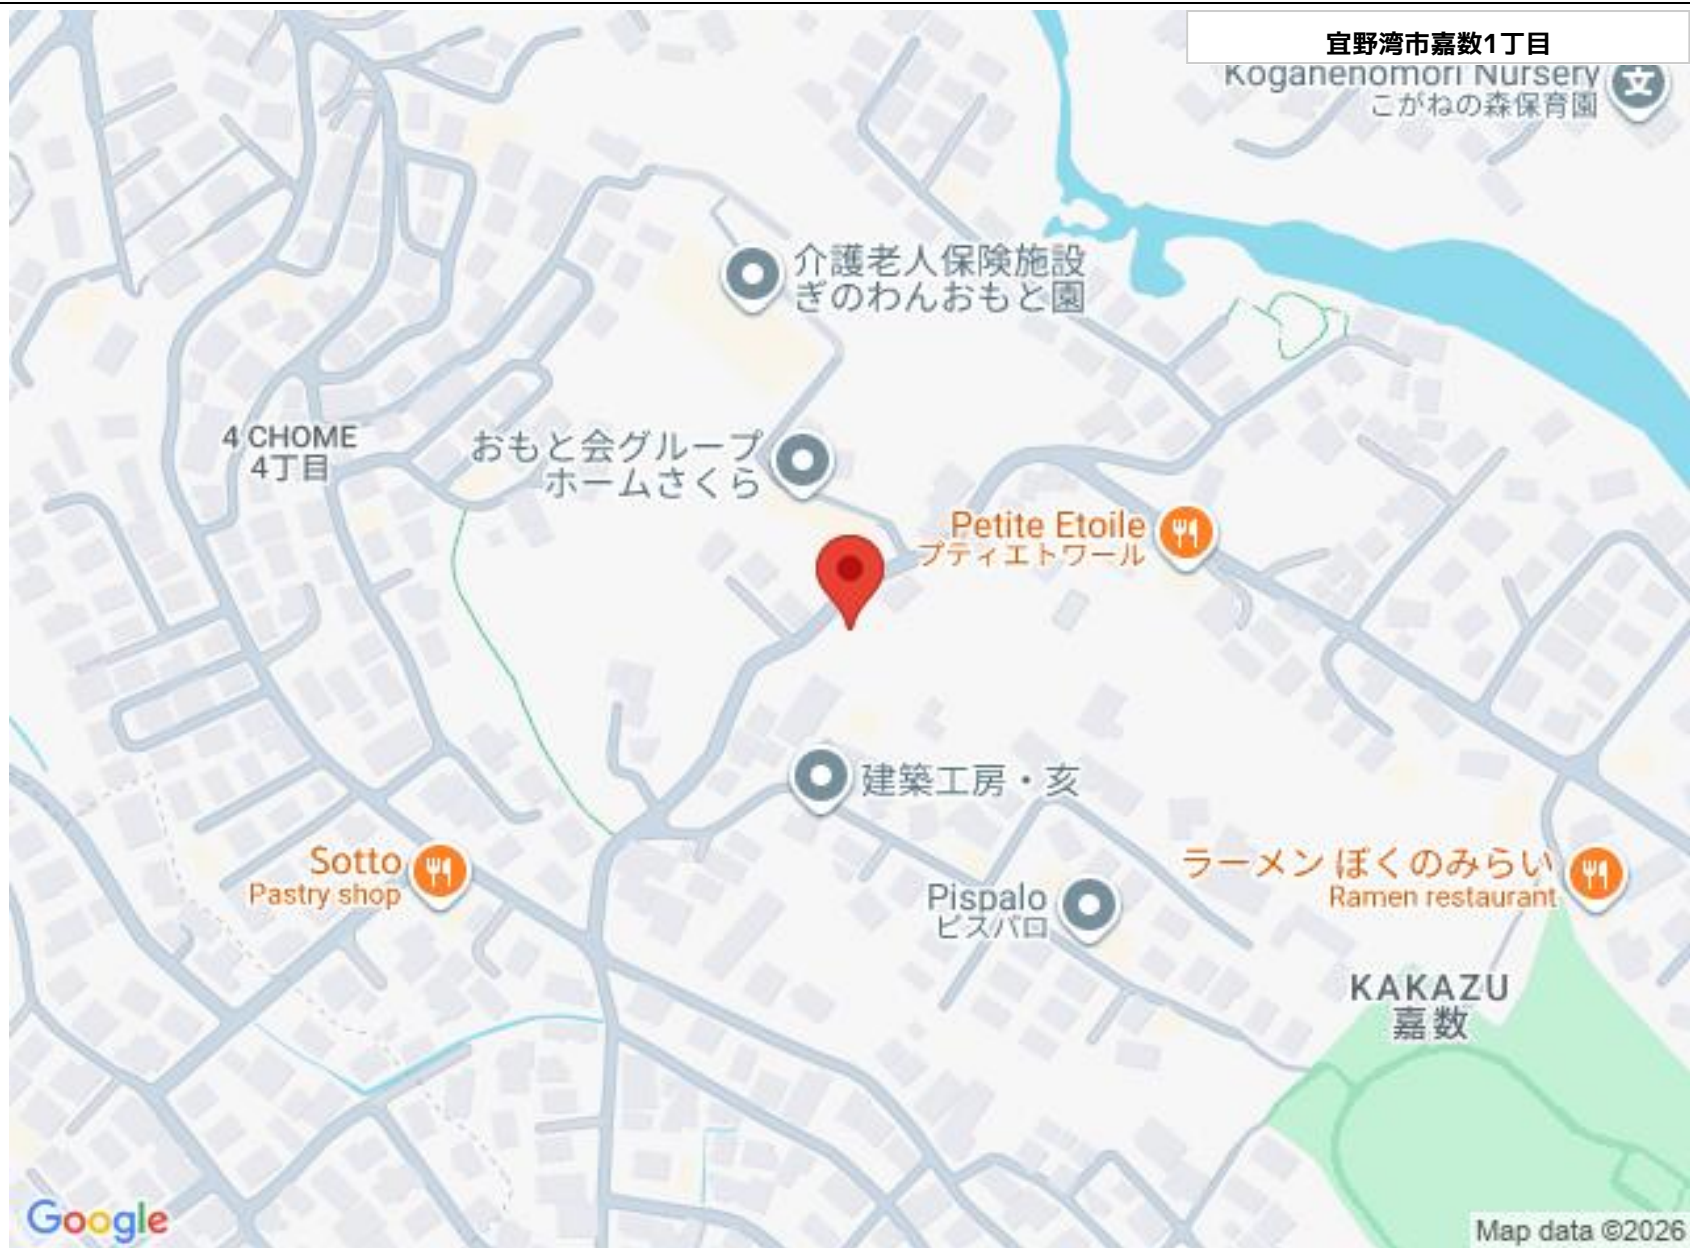 宜野湾市嘉数1丁目
Koganenomori Nursery
こがねの森保育園
介護老人保険施設
ぎのわんおもと園
4 CHOME
4丁目
おもと会グループ
ホームさくら
Petite Etoile
プティエトワール
建築工房・亥
Sotto
Pastry shop
ラーメン ぼくのみらい
Ramen restaurant
Pispalo
ピスパロ
KAKAZU
嘉数
Google
Map data ©2026